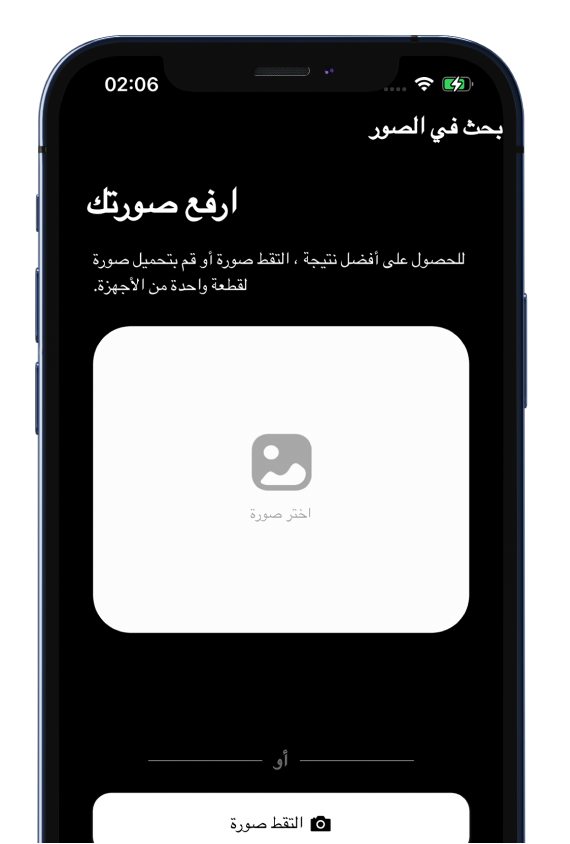 02:06
بحث في الصور
ارفع صورتك
للحصول على أفضل نتيجة ، التقط صورة أو قم بتحميل صورة
لقطعة واحدة من الأجهزة.
اختر صورة
أو
التقط صورة